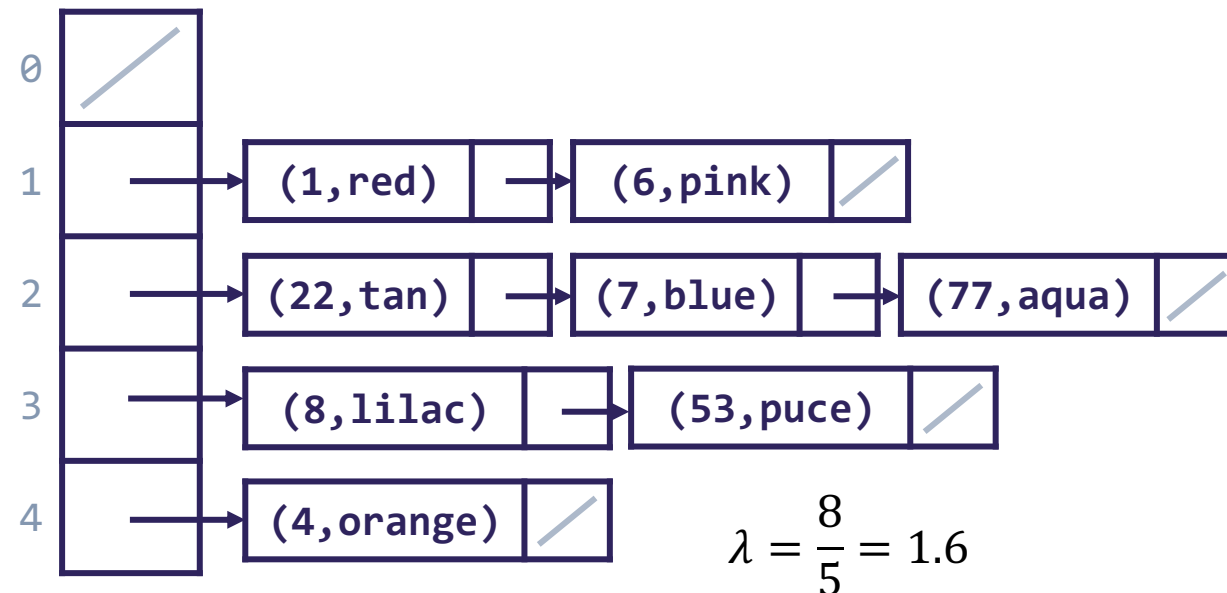 0
1 (1,red) (6,pink)
2 (22,tan) (7,blue) (77,aqua)
3 (8,lilac) (53,puce)
4 (4,orange)
λ = 8/5 = 1.6